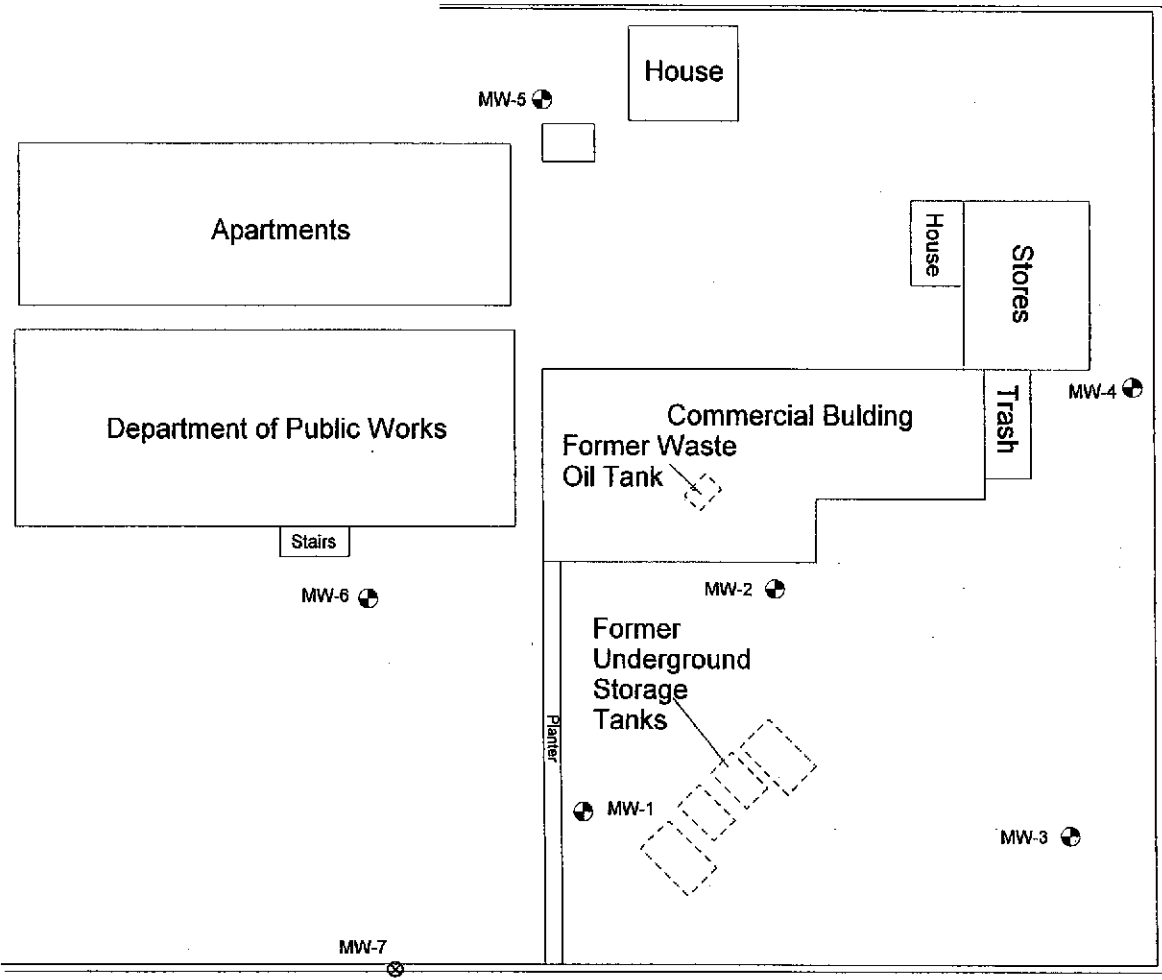 House
MW-5
Apartments
House
Stores
Department of Public Works
Commercial Bulding
Trash
MW-4
Former Waste
Oil Tank
Stairs
MW-6
MW-2
Former
Underground
Storage
Tanks
Planter
MW-1
MW-3
MW-7